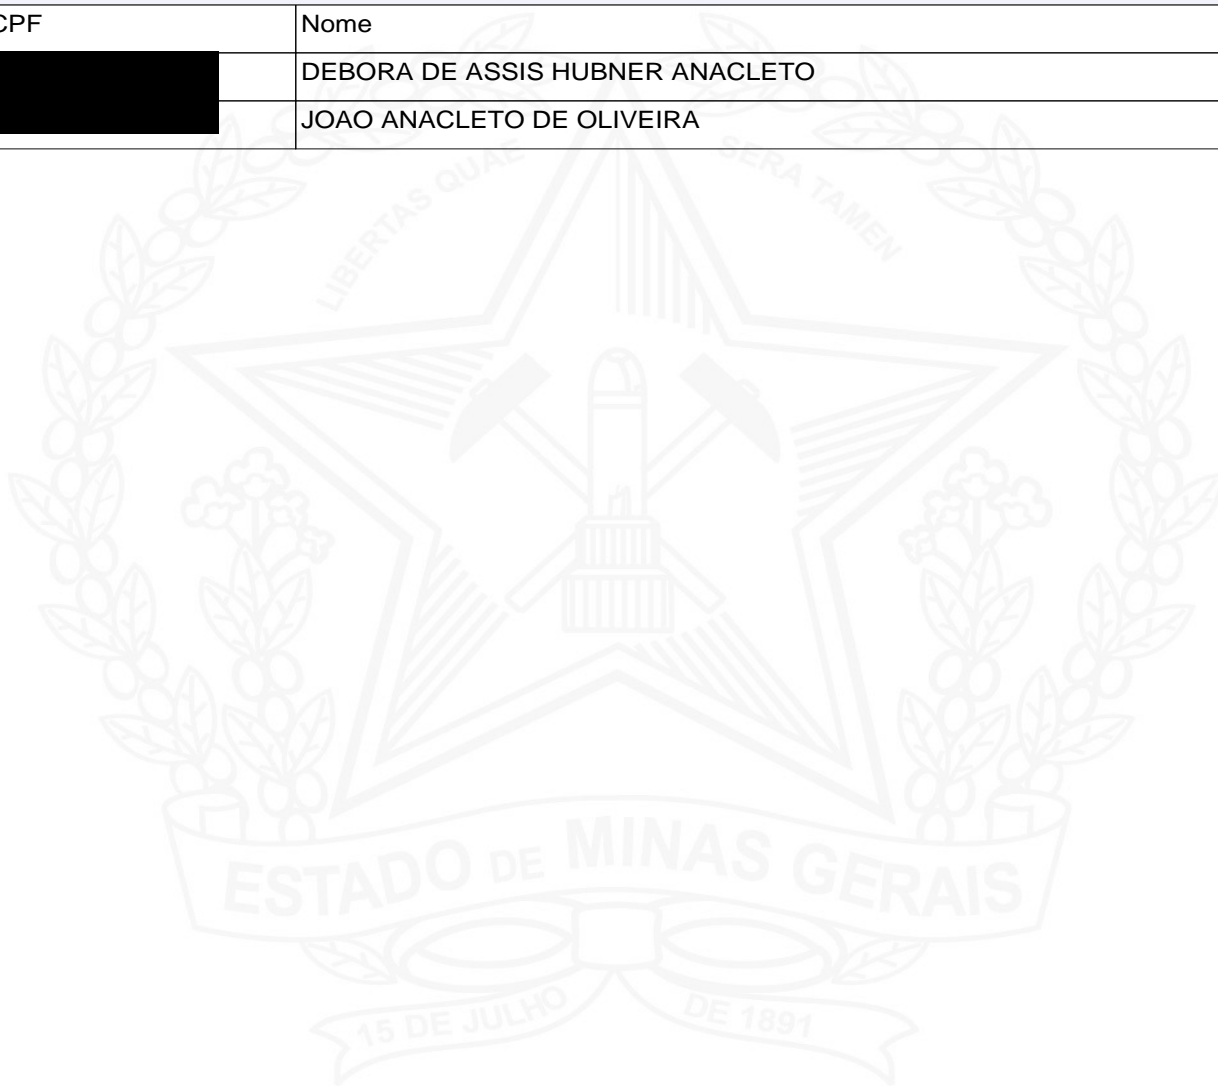 CPF Nome
DEBORA DE ASSIS HUBNER ANACLETO
JOAO ANACLETO DE OLIVEIRA
LIBERTAS QUAE SERA TAMEN
ESTADO DE MINAS GERAIS
15 DE JULHO DE 1891